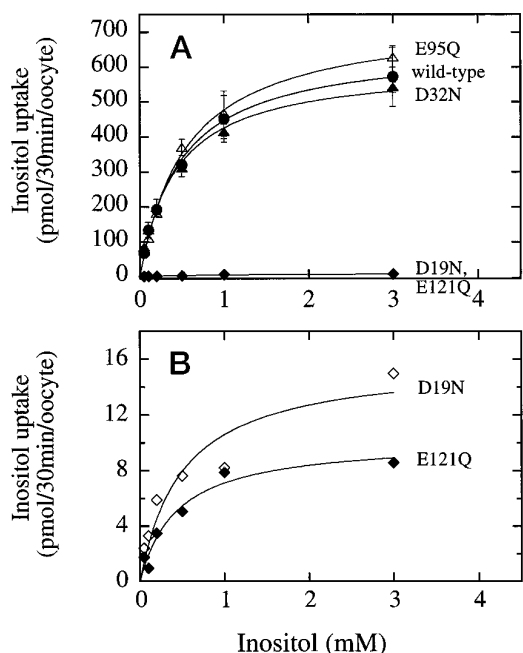 A
Inositol uptake
(pmol/30min/oocyte)
700
600
500
400
300
200
100
0
E95Q
wild-type
D32N
D19N,
E121Q
0 1 2 3 4
B
Inositol uptake
(pmol/30min/oocyte)
16
12
8
4
0
D19N
E121Q
0 1 2 3 4
Inositol (mM)